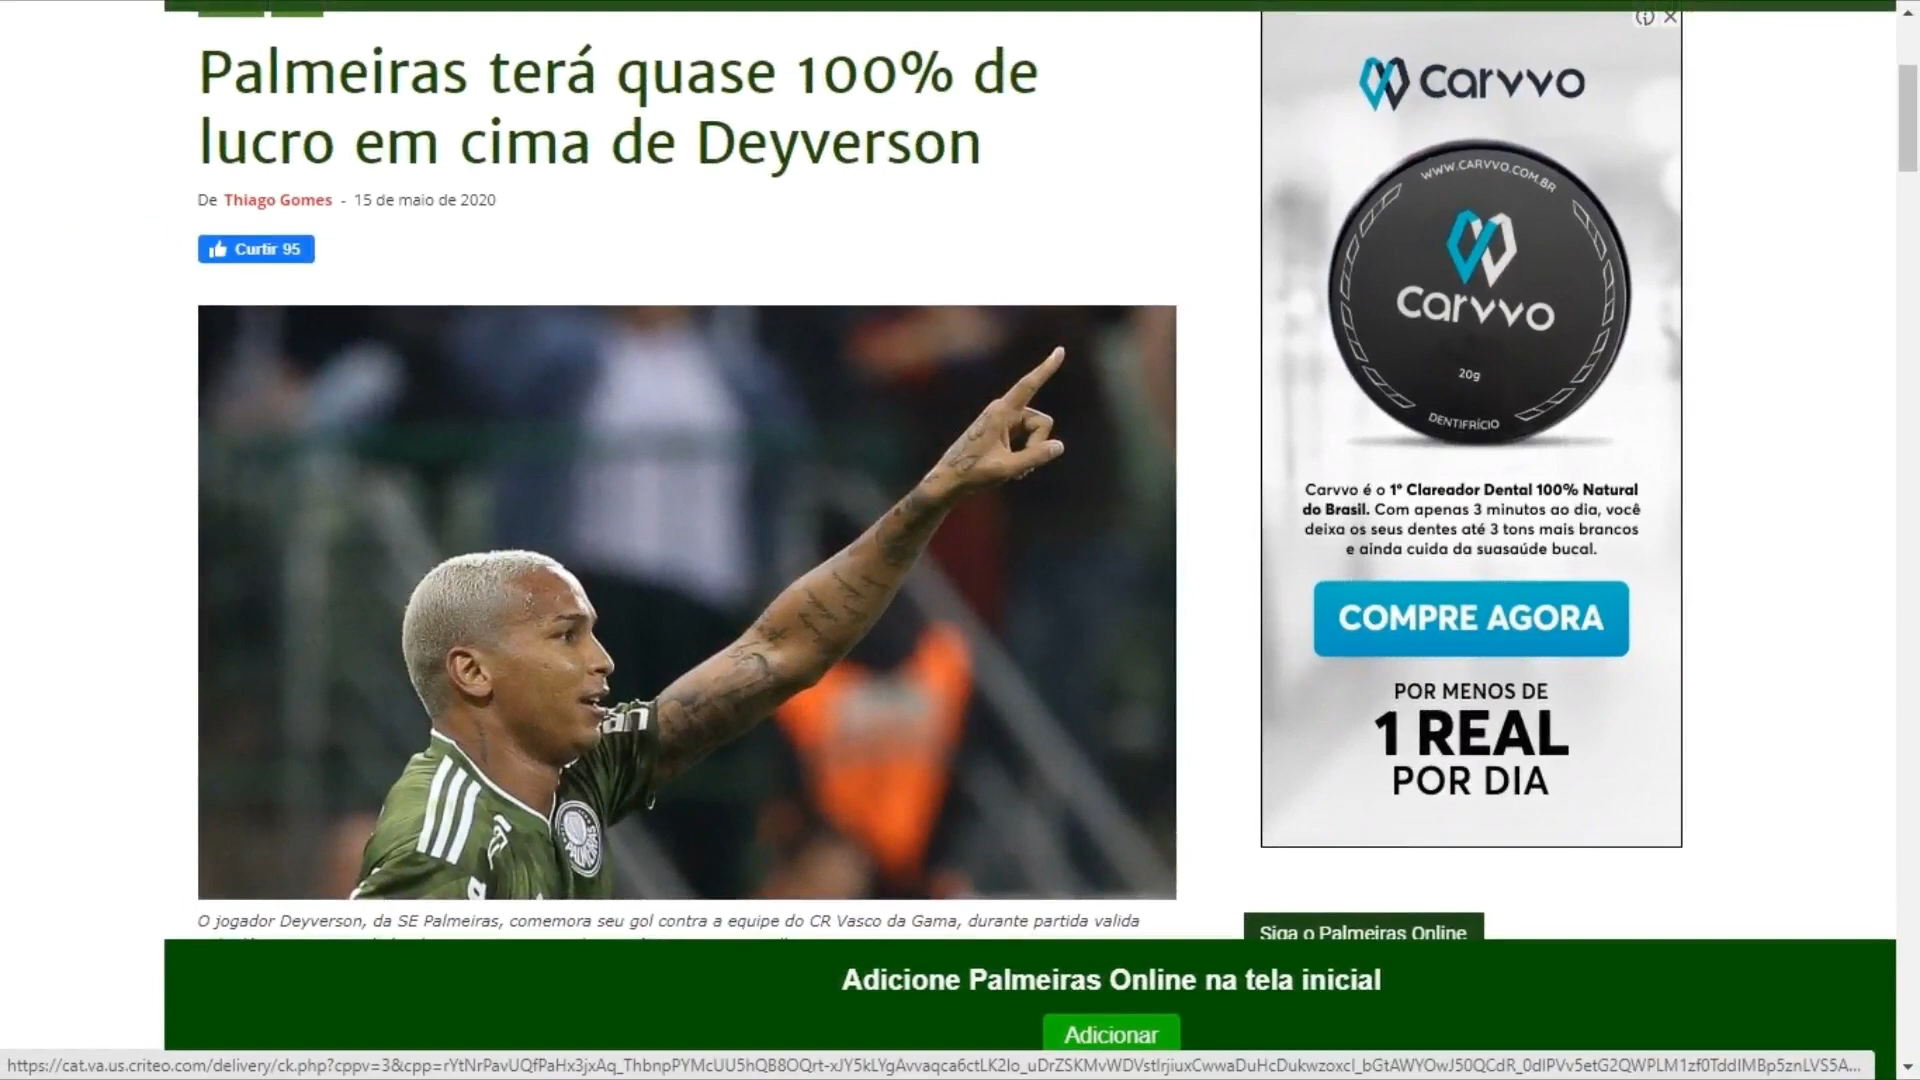 Palmeiras terá quase 100% de
lucro em cima de Deyverson
De Thiago Gomes - 15 de maio de 2020
Curtir 95
PALMEIRAS
O jogador Deyverson, da SE Palmeiras, comemora seu gol contra a equipe do CR Vasco da Gama, durante partida valida
Carvvo
WWW.CARVVO.COM.BR
Carvvo
20g
DENTIFRÍCIO
Carvvo é o 1º Clareador Dental 100% Natural
do Brasil. Com apenas 3 minutos ao dia, você
deixa os seus dentes até 3 tons mais brancos
e ainda cuida da suasaúde bucal.
COMPRE AGORA
POR MENOS DE
1 REAL
POR DIA
Siga o Palmeiras Online
Adicione Palmeiras Online na tela inicial
Adicionar